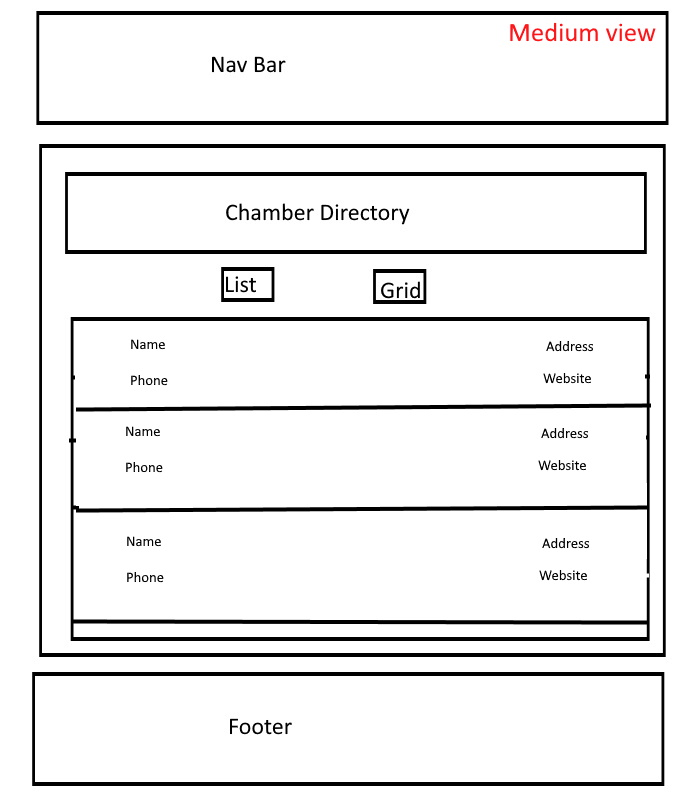 Medium view
Nav Bar
Chamber Directory
List Grid
Name Address
Phone Website
Name Address
Phone Website
Name Address
Phone Website
Footer